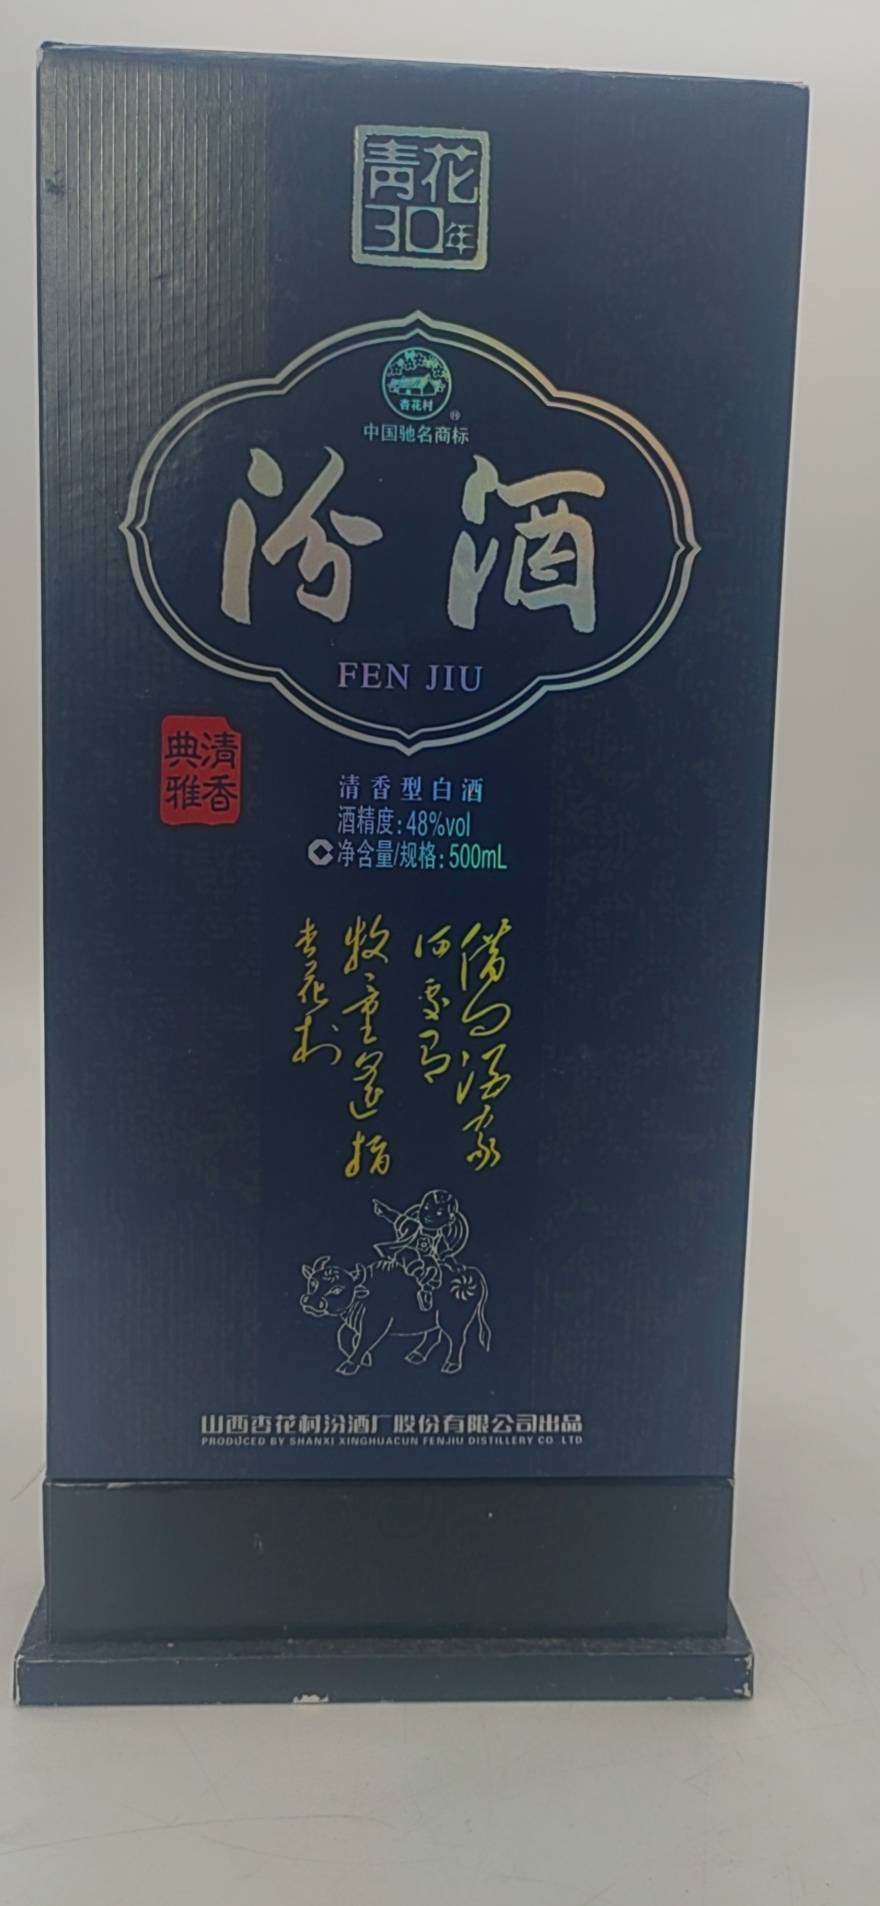 青花
30年
杏花村
®
中国驰名商标
汾酒
FEN JIU
清香
典雅
清香型白酒
酒精度:48%vol
净含量/规格:500mL
借问酒家
何处有
牧童遥指
杏花村
山西杏花村汾酒厂股份有限公司出品
PRODUCED BY SHANXI XINGHUACUN FENJIU DISTILLERY CO LTD